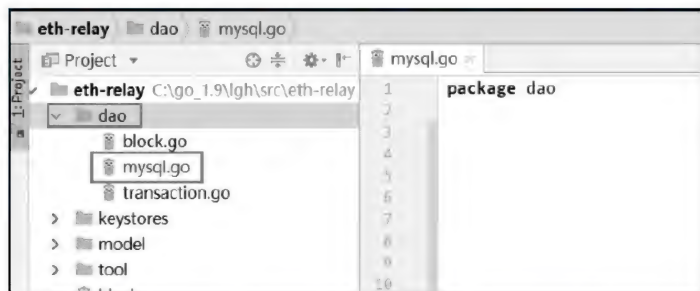 eth-relay dao mysql.go
1: Project
Project
eth-relay C:\go_1.9\lgh\src\eth-relay
dao
block.go
mysql.go
transaction.go
keystores
model
tool
mysql.go
1 package dao
2
3
4
5
6
7
8
9
10